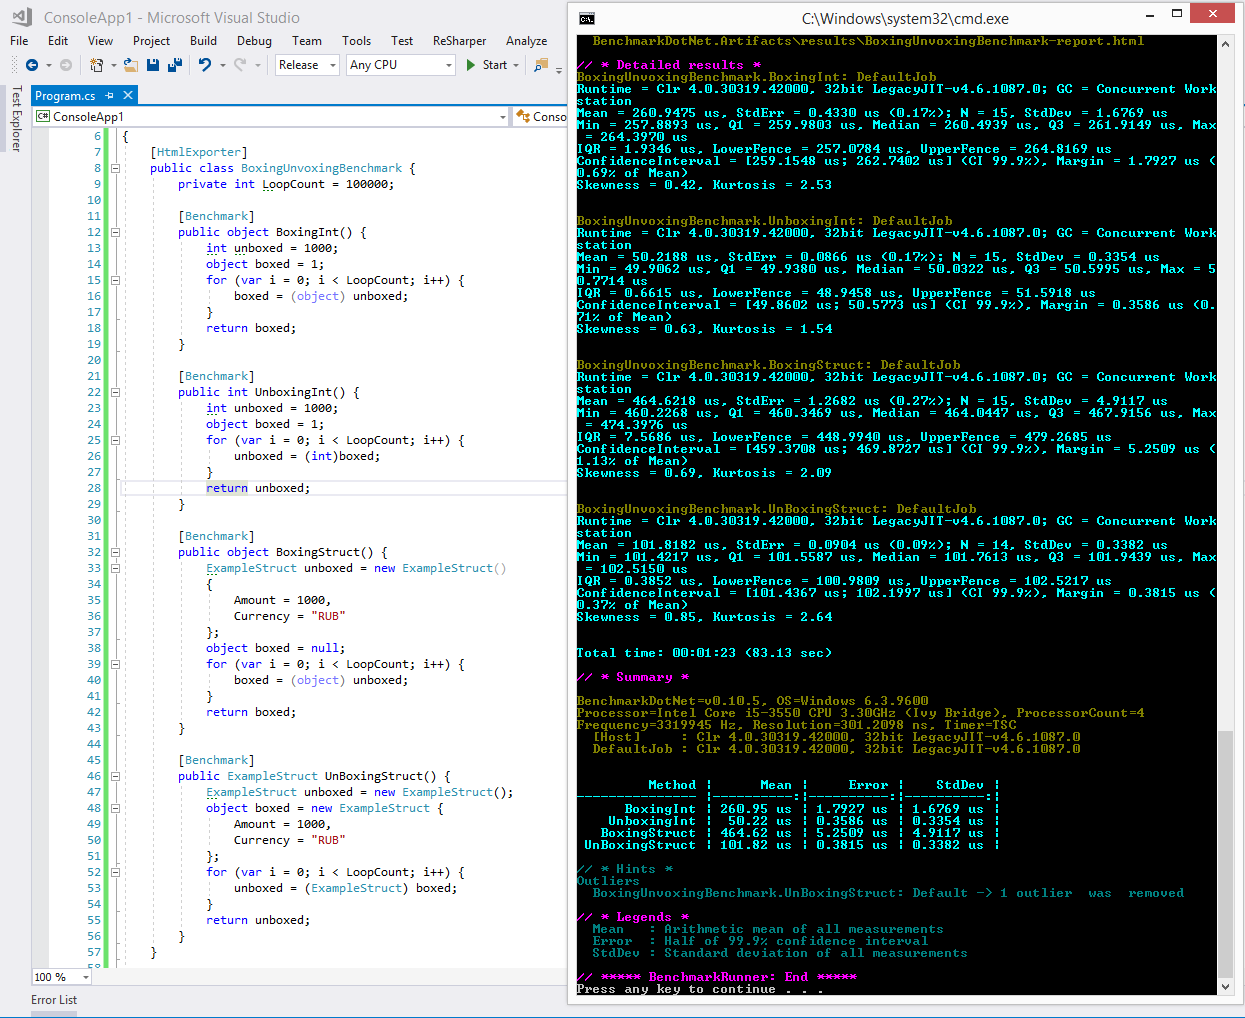 ConsoleApp1 - Microsoft Visual Studio
File Edit View Project Build Debug Team Tools Test ReSharper Analyze
Release Any CPU Start
Test Explorer
Program.cs
C# ConsoleApp1 Conso
6 {
7 [HtmlExporter]
8 public class BoxingUnvoxingBenchmark {
9 private int LoopCount = 100000;
10
11 [Benchmark]
12 public object BoxingInt() {
13 int unboxed = 1000;
14 object boxed = 1;
15 for (var i = 0; i < LoopCount; i++) {
16 boxed = (object) unboxed;
17 }
18 return boxed;
19 }
20
21 [Benchmark]
22 public int UnboxingInt() {
23 int unboxed = 1000;
24 object boxed = 1;
25 for (var i = 0; i < LoopCount; i++) {
26 unboxed = (int)boxed;
27 }
28 return unboxed;
29 }
30
31 [Benchmark]
32 public object BoxingStruct() {
33 ExampleStruct unboxed = new ExampleStruct()
34 {
35 Amount = 1000,
36 Currency = "RUB"
37 };
38 object boxed = null;
39 for (var i = 0; i < LoopCount; i++) {
40 boxed = (object) unboxed;
41 }
42 return boxed;
43 }
44
45 [Benchmark]
46 public ExampleStruct UnBoxingStruct() {
47 ExampleStruct unboxed = new ExampleStruct();
48 object boxed = new ExampleStruct {
49 Amount = 1000,
50 Currency = "RUB"
51 };
52 for (var i = 0; i < LoopCount; i++) {
53 unboxed = (ExampleStruct) boxed;
54 }
55 return unboxed;
56 }
57 }
58
100 %
Error List
C:\Windows\system32\cmd.exe
BenchmarkDotNet.Artifacts\results\BoxingUnvoxingBenchmark-report.html
// * Detailed results *
BoxingUnvoxingBenchmark.BoxingInt: DefaultJob
Runtime = Clr 4.0.30319.42000, 32bit LegacyJIT-v4.6.1087.0; GC = Concurrent Work
station
Mean = 260.9475 us, StdErr = 0.4330 us (0.17%); N = 15, StdDev = 1.6769 us
Min = 257.8893 us, Q1 = 259.9803 us, Median = 260.4939 us, Q3 = 261.9149 us, Max
= 264.3970 us
IQR = 1.9346 us, LowerFence = 257.0784 us, UpperFence = 264.8169 us
ConfidenceInterval = [259.1548 us; 262.7402 us] (CI 99.9%), Margin = 1.7927 us (
0.69% of Mean)
Skewness = 0.42, Kurtosis = 2.53
BoxingUnvoxingBenchmark.UnboxingInt: DefaultJob
Runtime = Clr 4.0.30319.42000, 32bit LegacyJIT-v4.6.1087.0; GC = Concurrent Work
station
Mean = 50.2188 us, StdErr = 0.0866 us (0.17%); N = 15, StdDev = 0.3354 us
Min = 49.9062 us, Q1 = 49.9380 us, Median = 50.0322 us, Q3 = 50.5995 us, Max = 5
0.7714 us
IQR = 0.6615 us, LowerFence = 48.9458 us, UpperFence = 51.5918 us
ConfidenceInterval = [49.8602 us; 50.5773 us] (CI 99.9%), Margin = 0.3586 us (0.
71% of Mean)
Skewness = 0.63, Kurtosis = 1.54
BoxingUnvoxingBenchmark.BoxingStruct: DefaultJob
Runtime = Clr 4.0.30319.42000, 32bit LegacyJIT-v4.6.1087.0; GC = Concurrent Work
station
Mean = 464.6218 us, StdErr = 1.2682 us (0.27%); N = 15, StdDev = 4.9117 us
Min = 460.2268 us, Q1 = 460.3469 us, Median = 464.0447 us, Q3 = 467.9156 us, Max
= 474.3976 us
IQR = 7.5686 us, LowerFence = 448.9940 us, UpperFence = 479.2685 us
ConfidenceInterval = [459.3708 us; 469.8727 us] (CI 99.9%), Margin = 5.2509 us (
1.13% of Mean)
Skewness = 0.69, Kurtosis = 2.09
BoxingUnvoxingBenchmark.UnBoxingStruct: DefaultJob
Runtime = Clr 4.0.30319.42000, 32bit LegacyJIT-v4.6.1087.0; GC = Concurrent Work
station
Mean = 101.8182 us, StdErr = 0.0904 us (0.09%); N = 14, StdDev = 0.3382 us
Min = 101.4217 us, Q1 = 101.5587 us, Median = 101.7613 us, Q3 = 101.9439 us, Max
= 102.5150 us
IQR = 0.3852 us, LowerFence = 100.9809 us, UpperFence = 102.5217 us
ConfidenceInterval = [101.4367 us; 102.1997 us] (CI 99.9%), Margin = 0.3815 us (
0.37% of Mean)
Skewness = 0.85, Kurtosis = 2.64
Total time: 00:01:23 (83.13 sec)
// * Summary *
BenchmarkDotNet=v0.10.5, OS=Windows 6.3.9600
Processor=Intel Core i5-3550 CPU 3.30GHz (Ivy Bridge), ProcessorCount=4
Frequency=3319945 Hz, Resolution=301.2098 ns, Timer=TSC
[Host] : Clr 4.0.30319.42000, 32bit LegacyJIT-v4.6.1087.0
DefaultJob : Clr 4.0.30319.42000, 32bit LegacyJIT-v4.6.1087.0
Method | Mean | Error | StdDev |
--------------- |----------:|----------:|----------:|
BoxingInt | 260.95 us | 1.7927 us | 1.6769 us |
UnboxingInt | 50.22 us | 0.3586 us | 0.3354 us |
BoxingStruct | 464.62 us | 5.2509 us | 4.9117 us |
UnBoxingStruct | 101.82 us | 0.3815 us | 0.3382 us |
// * Hints *
Outliers
BoxingUnvoxingBenchmark.UnBoxingStruct: Default -> 1 outlier was removed
// * Legends *
Mean : Arithmetic mean of all measurements
Error : Half of 99.9% confidence interval
StdDev : Standard deviation of all measurements
// ***** BenchmarkRunner: End *****
Press any key to continue . . .